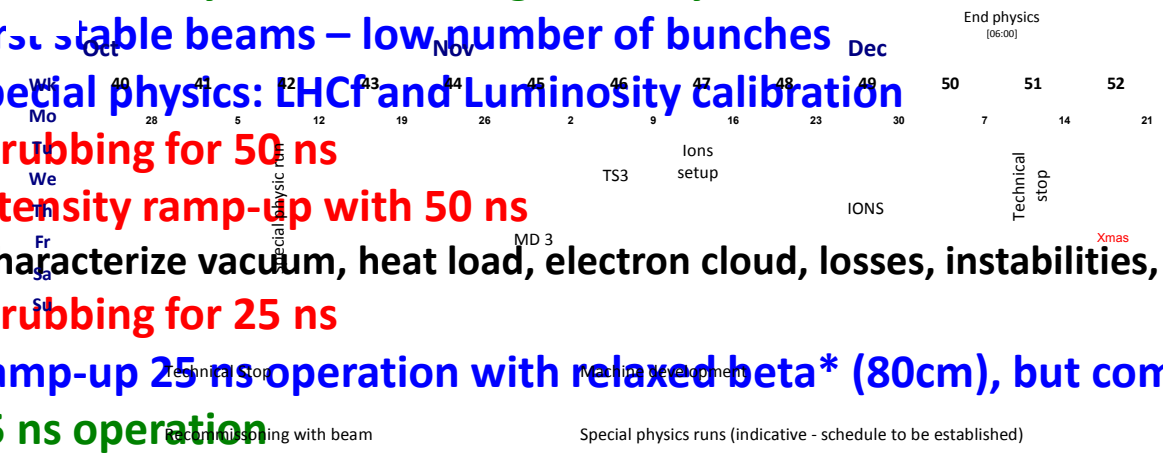 End physics
[06:00]
rst stable beams – low number of bunches
Oct Nov Dec
Wk 40 41 42 43 44 45 46 47 48 49 50 51 52
pecial physics: LHCf and Luminosity calibration
Mo 28 5 12 19 26 2 9 16 23 30 7 14 21
rubbing for 50 ns
Tu
Ions
setup
TS3
We
Special physic run
Technical
stop
tensity ramp-up with 50 ns
Th
IONS
Fr
MD 3
Xmas
haracterize vacuum, heat load, electron cloud, losses, instabilities,
Sa
Su
rubbing for 25 ns
amp-up 25 ns operation with relaxed beta* (80cm), but com
Technical Stop
Machine development
5 ns operation
Recommissoning with beam
Special physics runs (indicative - schedule to be established)